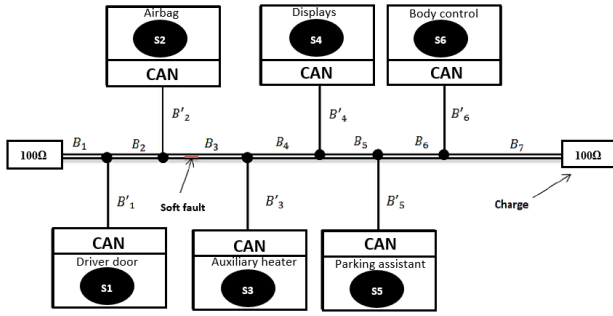 Airbag
S2
CAN
Displays
S4
CAN
Body control
S6
CAN
B'₂
B'₄
B'₆
100Ω
B₁
B₂
B₃
B₄
B₅
B₆
B₇
100Ω
B'₁
Soft fault
B'₃
B'₅
Charge
CAN
Driver door
S1
CAN
Auxiliary heater
S3
CAN
Parking assistant
S5